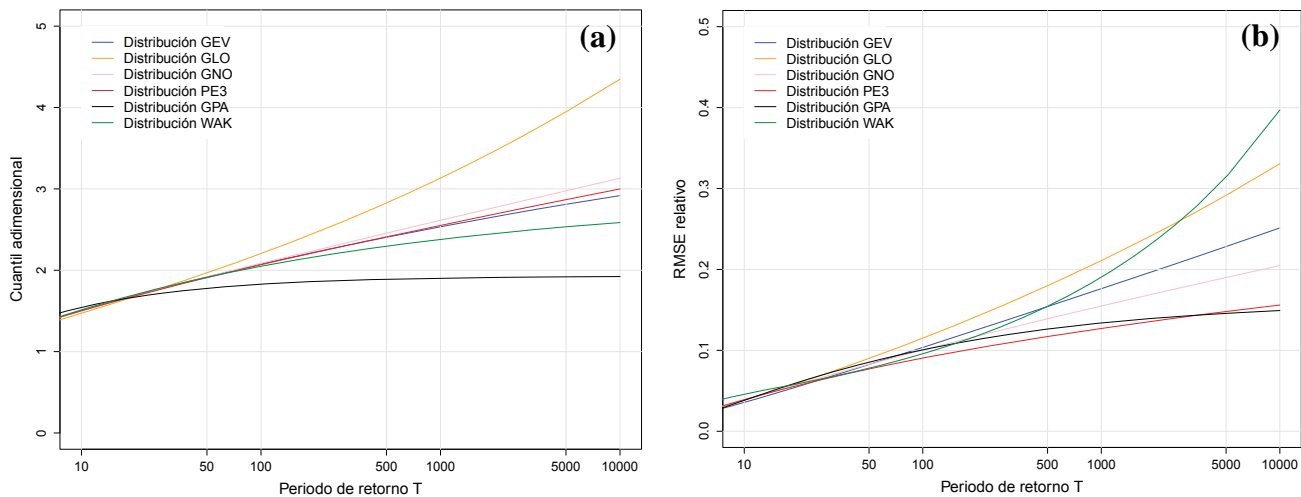 (a)
Distribución GEV
Distribución GLO
Distribución GNO
Distribución PE3
Distribución GPA
Distribución WAK
Cuantil adimensional
5
4
3
2
1
0
10 50 100 500 1000 5000 10000
Periodo de retorno T
(b)
Distribución GEV
Distribución GLO
Distribución GNO
Distribución PE3
Distribución GPA
Distribución WAK
RMSE relativo
0.5
0.4
0.3
0.2
0.1
0.0
10 50 100 500 1000 5000 10000
Periodo de retorno T